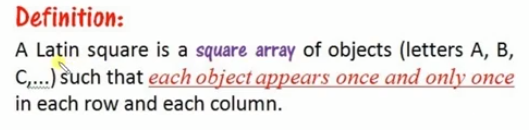 Definition:
A Latin square is a square array of objects (letters A, B,
C,...) such that each object appears once and only once
in each row and each column.